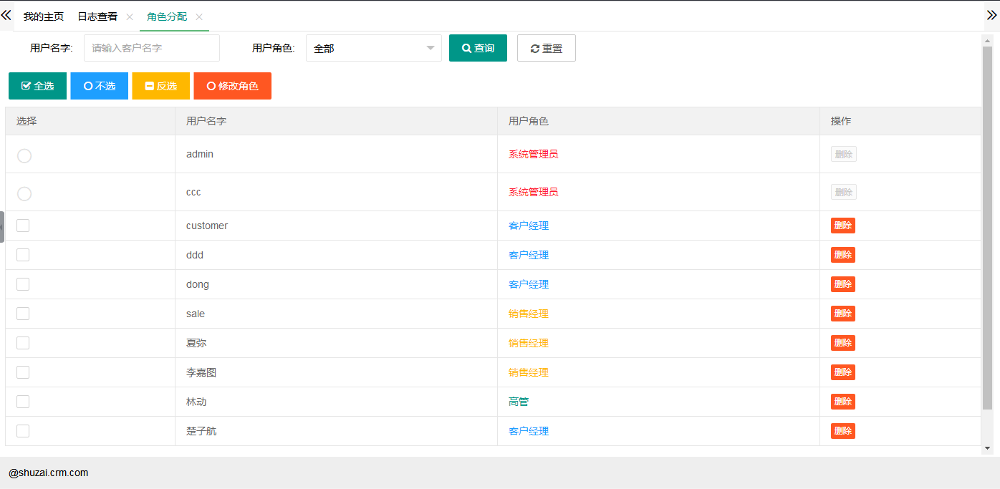 我的主页 日志查看 角色分配
用户名字: 请输入客户名字 用户角色: 全部 查询 重置
全选 不选 反选 修改角色
选择 用户名字 用户角色 操作
admin 系统管理员 删除
ccc 系统管理员 删除
customer 客户经理 删除
ddd 客户经理 删除
dong 客户经理 删除
sale 销售经理 删除
夏弥 销售经理 删除
李嘉图 销售经理 删除
林动 高管 删除
楚子航 客户经理 删除
@shuzai.crm.com